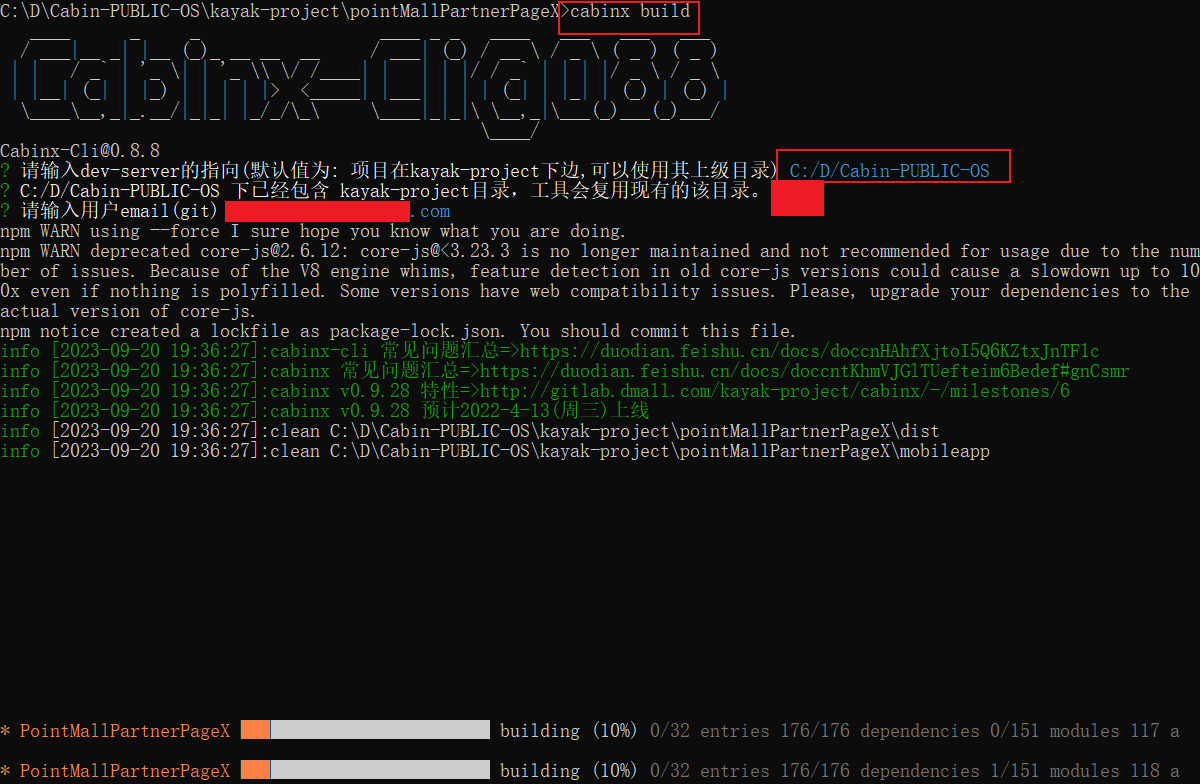 C:\D\Cabin-PUBLIC-OS\kayak-project\pointMallPartnerPageX>cabinx build
Cabinx-Cli@0.8.8
Cabinx-Cli@0.8.8
? 请输入dev-server的指向(默认值为: 项目在kayak-project下边,可以使用其上级目录) C:/D/Cabin-PUBLIC-OS
? C:/D/Cabin-PUBLIC-OS 下已经包含 kayak-project目录，工具会复用现有的该目录。
? 请输入用户email(git) .com
npm WARN using --force I sure hope you know what you are doing.
npm WARN deprecated core-js@2.6.12: core-js@<3.23.3 is no longer maintained and not recommended for usage due to the num
ber of issues. Because of the V8 engine whims, feature detection in old core-js versions could cause a slowdown up to 10
0x even if nothing is polyfilled. Some versions have web compatibility issues. Please, upgrade your dependencies to the
actual version of core-js.
npm notice created a lockfile as package-lock.json. You should commit this file.
info [2023-09-20 19:36:27]:cabinx-cli 常见问题汇总=>https://duodian.feishu.cn/docs/doccnHAhfXjtoI5Q6KZtxJnTF1c
info [2023-09-20 19:36:27]:cabinx 常见问题汇总=>https://duodian.feishu.cn/docs/doccntKhmVJGlTUefteim6Bedef#gnCsmr
info [2023-09-20 19:36:27]:cabinx v0.9.28 特性=>http://gitlab.dmall.com/kayak-project/cabinx/-/milestones/6
info [2023-09-20 19:36:27]:cabinx v0.9.28 预计2022-4-13(周三)上线
info [2023-09-20 19:36:27]:clean C:\D\Cabin-PUBLIC-OS\kayak-project\pointMallPartnerPageX\dist
info [2023-09-20 19:36:27]:clean C:\D\Cabin-PUBLIC-OS\kayak-project\pointMallPartnerPageX\mobileapp
* PointMallPartnerPageX building (10%) 0/32 entries 176/176 dependencies 0/151 modules 117 a
* PointMallPartnerPageX building (10%) 0/32 entries 176/176 dependencies 1/151 modules 118 a